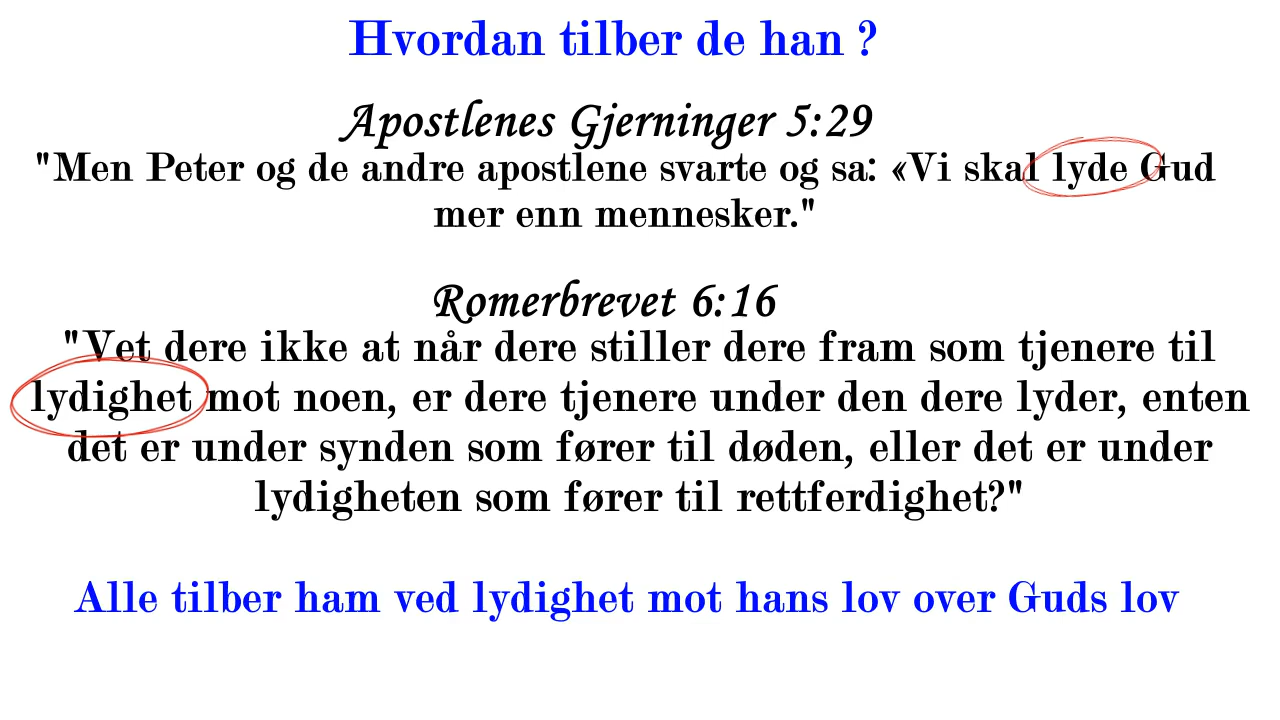 Hvordan tilber de han ?
Apostlenes Gjerninger 5:29
"Men Peter og de andre apostlene svarte og sa: «Vi skal lyde Gud
mer enn mennesker."
Romerbrevet 6:16
"Vet dere ikke at når dere stiller dere fram som tjenere til
lydighet mot noen, er dere tjenere under den dere lyder, enten
det er under synden som fører til døden, eller det er under
lydigheten som fører til rettferdighet?"
Alle tilber ham ved lydighet mot hans lov over Guds lov